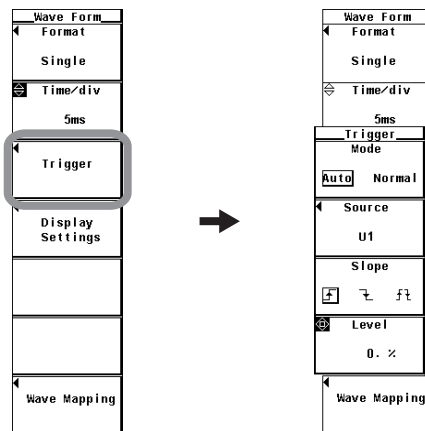 Wave Form
Format
Single
Time/div
5ms
Trigger
Display
Settings
Wave Mapping
Wave Form
Format
Single
Time/div
5ms
Trigger
Mode
Auto Normal
Source
U1
Slope
Level
0. %
Wave Mapping